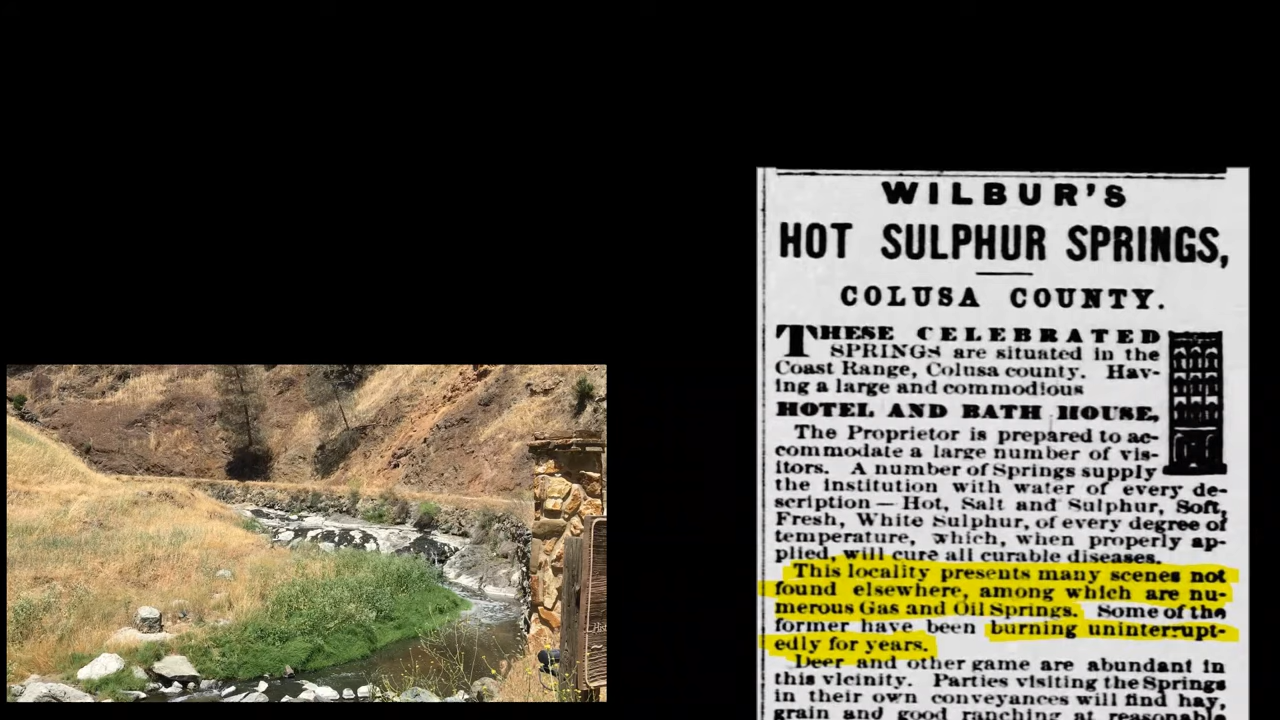 WILBUR'S
HOT SULPHUR SPRINGS,
COLUSA COUNTY.
THESE CELEBRATED
SPRINGS are situated in the
Coast Range, Colusa county. Hav-
ing a large and commodious
HOTEL AND BATH HOUSE,
The Proprietor is prepared to ac-
commodate a large number of vis-
itors. A number of Springs supply
the institution with water of every de-
scription — Hot, Salt and Sulphur, Soft,
Fresh, White Sulphur, of every degree of
temperature, which, when properly ap-
plied, will cure all curable diseases.
This locality presents many scenes not
found elsewhere, among which are nu-
merous Gas and Oil Springs. Some of the
former have been burning uninterrupt-
edly for years.
Deer and other game are abundant in
this vicinity. Parties visiting the Springs
in their own conveyances will find hay,
grain and good ranching at reasonabl